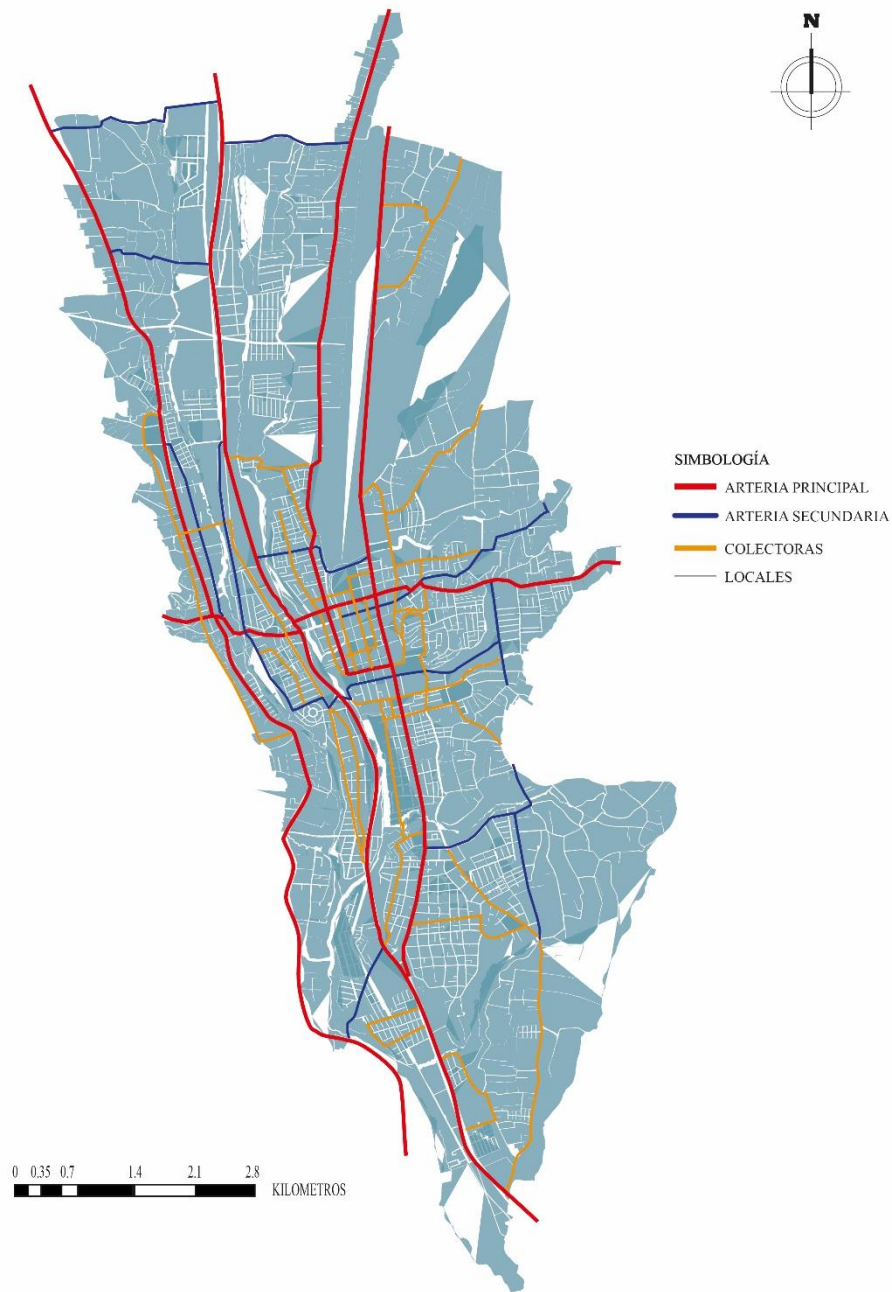 N
SIMBOLOGÍA
ARTERIA PRINCIPAL
ARTERIA SECUNDARIA
COLECTORAS
LOCALES
0 0.35 0.7 1.4 2.1 2.8
KILOMETROS